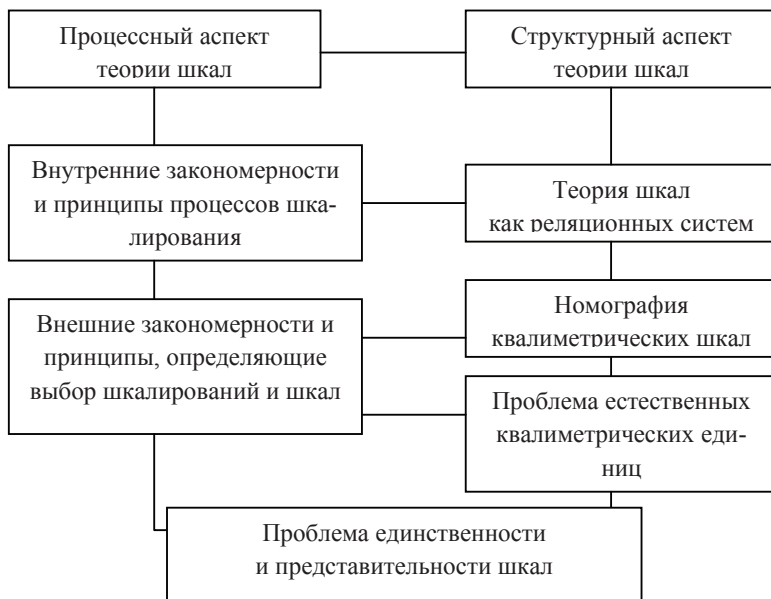 Процессный аспект
теории шкал
Структурный аспект
теории шкал
Внутренние закономерности
и принципы процессов шка-
лирования
Теория шкал
как реляционных систем
Внешние закономерности и
принципы, определяющие
выбор шкалирований и шкал
Номография
квалиметрических шкал
Проблема естественных
квалиметрических еди-
ниц
Проблема единственности
и представительности шкал